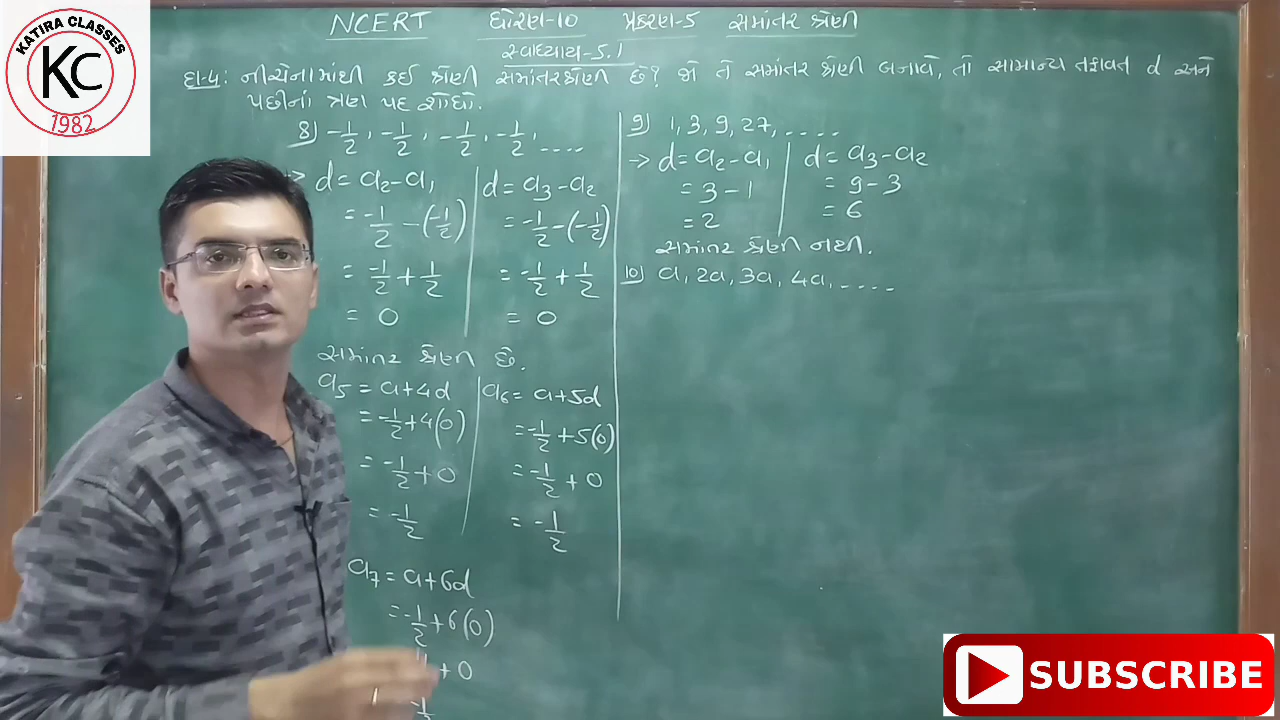 KATIRA CLASSES
KC
1982
NCERT ધોરણ-10 પ્રકરણ-5 સમાંતર શ્રેણી
સ્વાધ્યાય-5.1
દા-4: નીચેનામાંથી કઈ શ્રેણી સમાંતરશ્રેણી છે? જો તે સમાંતર શ્રેણી બનાવે, તો સામાન્ય તફાવત d અને
પછીનાં ત્રણ પદ શોધો.
8) -1/2, -1/2, -1/2, -1/2, ....
→ d = a₂-a₁
= -1/2 - (-1/2)
= -1/2 + 1/2
= 0
d = a₃-a₂
= -1/2 - (-1/2)
= -1/2 + 1/2
= 0
સમાંતર શ્રેણી છે.
a₅ = a+4d
= -1/2 + 4(0)
= -1/2 + 0
= -1/2
a₆ = a+5d
= -1/2 + 5(0)
= -1/2 + 0
= -1/2
a₇ = a+6d
= -1/2 + 6(0)
+ 0
9) 1, 3, 9, 27, ....
→ d = a₂-a₁
= 3-1
= 2
d = a₃-a₂
= 9-3
= 6
સમાંતર શ્રેણી નથી.
10) a, 2a, 3a, 4a, ....
SUBSCRIBE